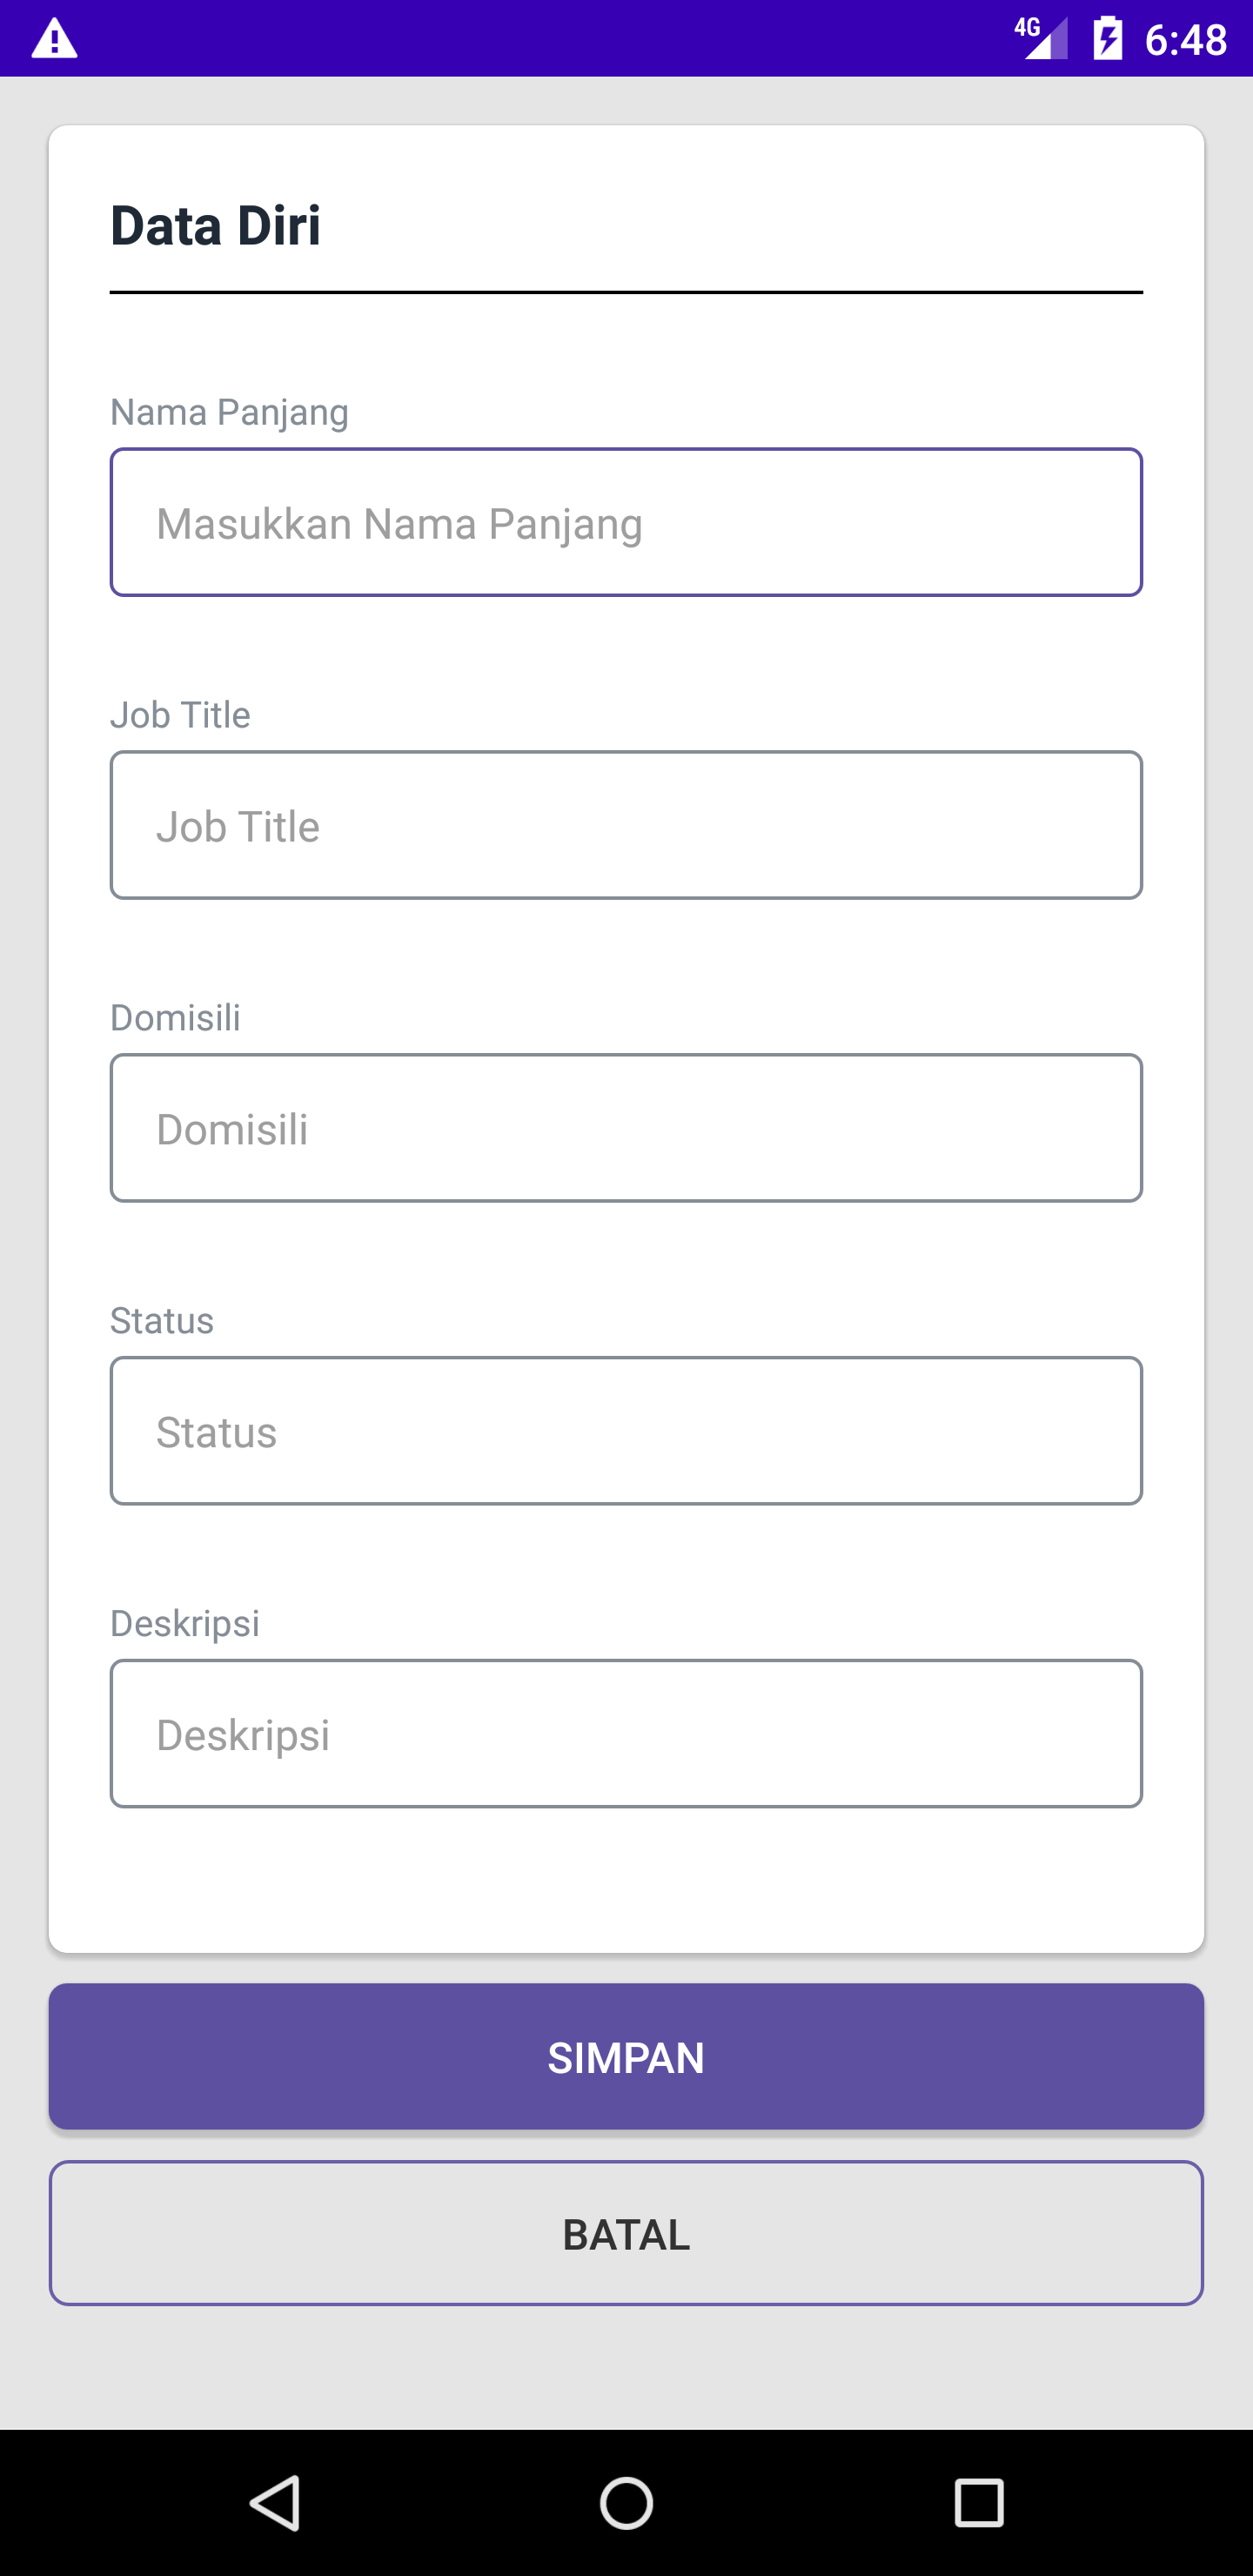 4G 6:48
Data Diri
Nama Panjang
Masukkan Nama Panjang
Job Title
Job Title
Domisili
Domisili
Status
Status
Deskripsi
Deskripsi
SIMPAN
BATAL